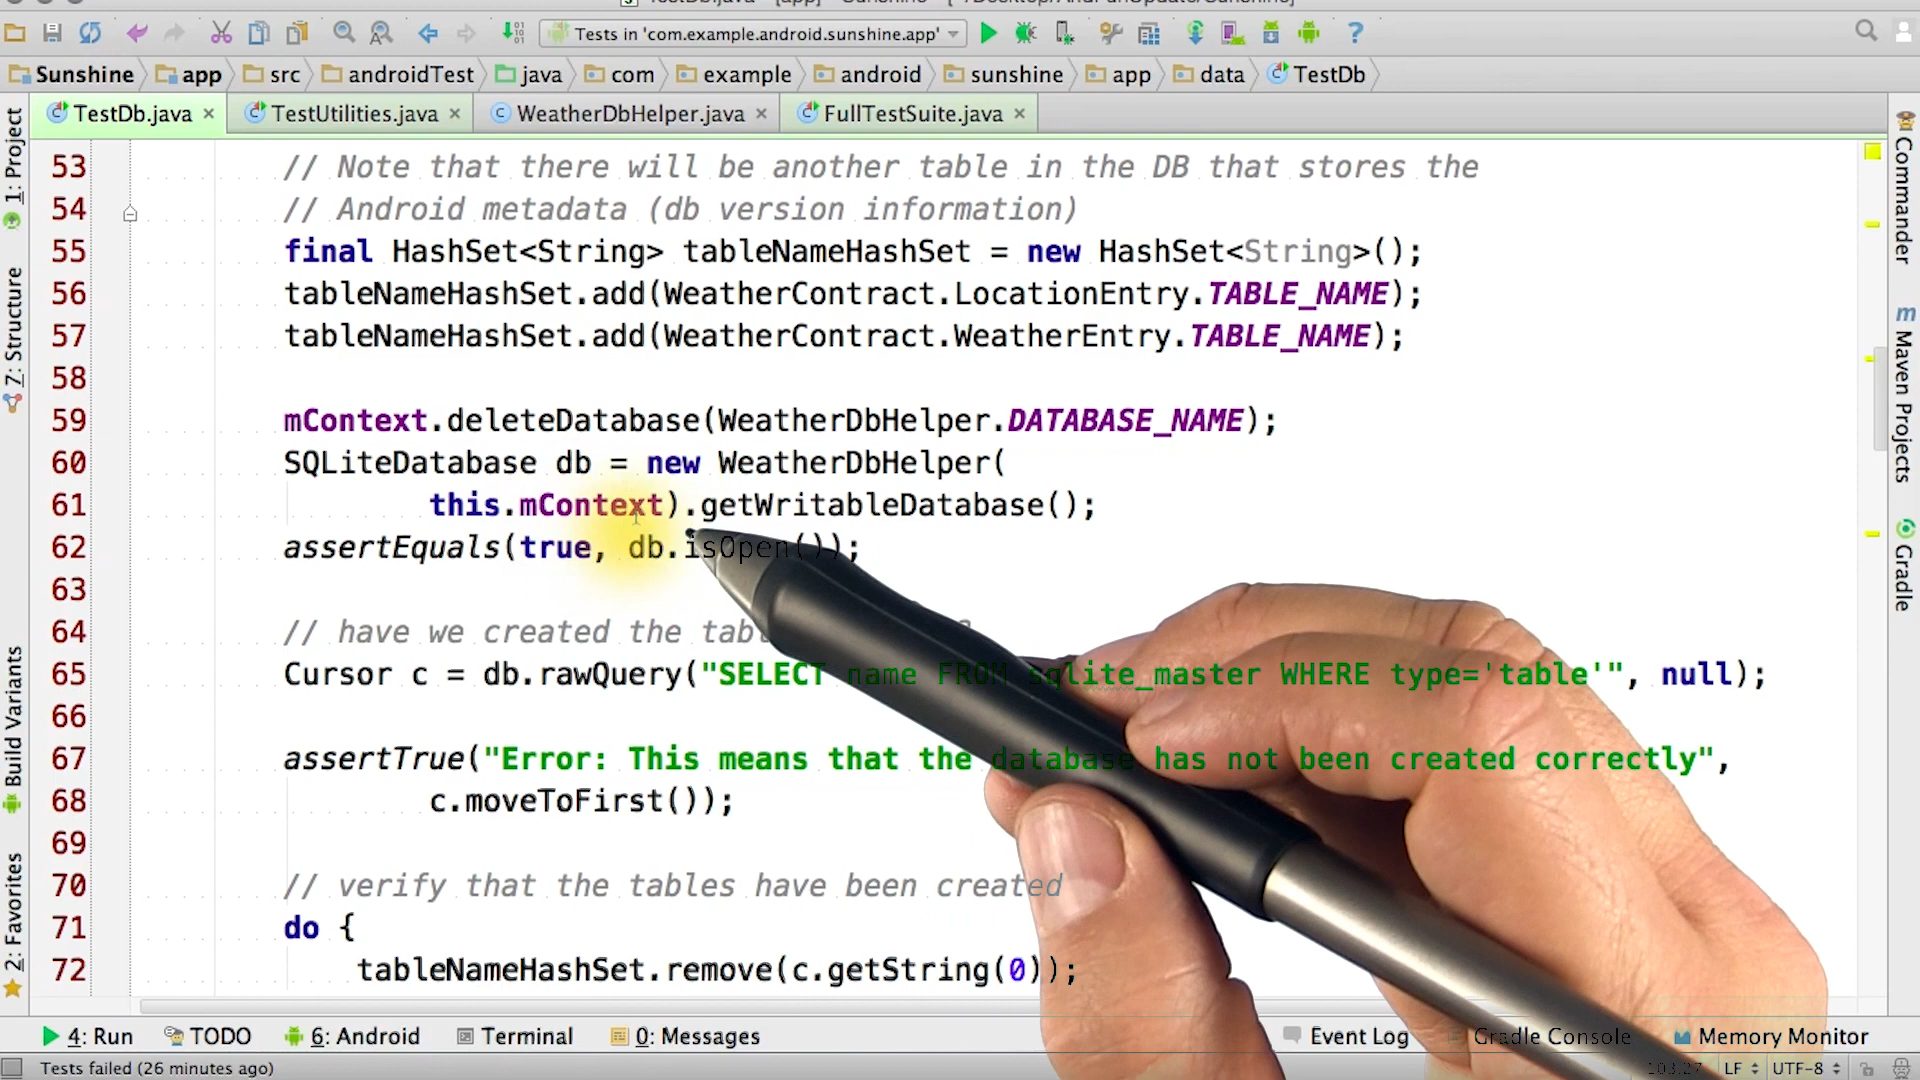 Tests in 'com.example.android.sunshine.app'
Sunshine app src androidTest java com example android sunshine app data TestDb
TestDb.java TestUtilities.java WeatherDbHelper.java FullTestSuite.java
1: Project
7: Structure
Build Variants
2: Favorites
53 // Note that there will be another table in the DB that stores the
54 // Android metadata (db version information)
55 final HashSet<String> tableNameHashSet = new HashSet<String>();
56 tableNameHashSet.add(WeatherContract.LocationEntry.TABLE_NAME);
57 tableNameHashSet.add(WeatherContract.WeatherEntry.TABLE_NAME);
58
59 mContext.deleteDatabase(WeatherDbHelper.DATABASE_NAME);
60 SQLiteDatabase db = new WeatherDbHelper(
61 this.mContext).getWritableDatabase();
62 assertEquals(true, db.isOpen());
63
64 // have we created the
65 Cursor c = db.rawQuery("SELECT name FROM sqlite_master WHERE type='table'", null);
66
67 assertTrue("Error: This means that the database has not been created correctly",
68 c.moveToFirst());
69
70 // verify that the tables have been created
71 do {
72 tableNameHashSet.remove(c.getString(0));
Commander
m Maven Projects
Gradle
4: Run TODO 6: Android Terminal 0: Messages Event Log Gradle Console Memory Monitor
Tests failed (26 minutes ago) 103:27 LF UTF-8